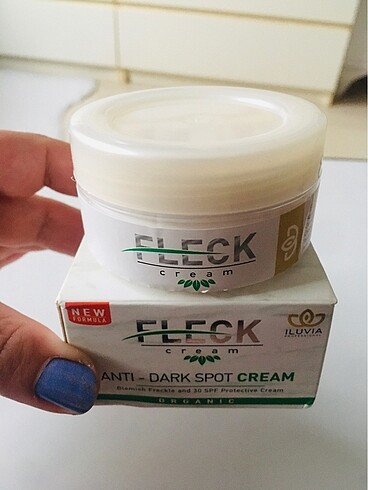 FLECK
cream
NEW
FORMULA
FLECK
cream
ILUVIA
PROFESSIONAL
ANTI - DARK SPOT CREAM
Blemish Freckle and 30 SPF Protective Cream
ORGANIC